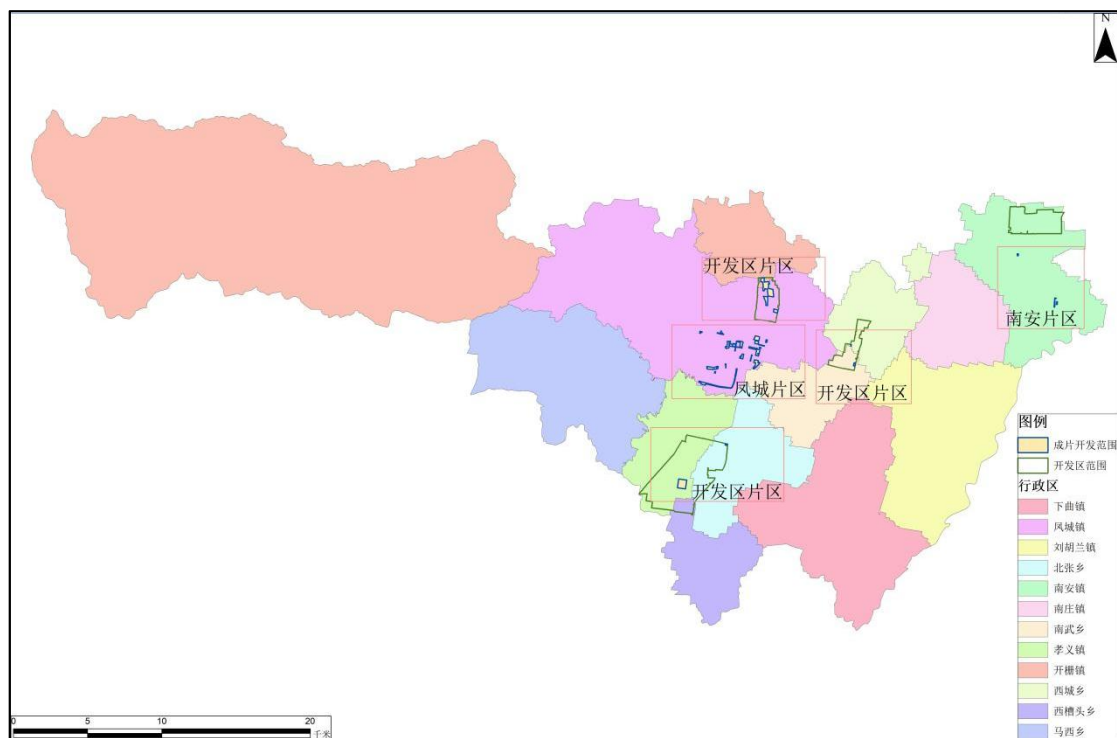 N
开发区片区
南安片区
凤城片区
开发区片区
开发区片区
图例
成片开发范围
开发区范围
行政区
下曲镇
凤城镇
刘胡兰镇
北张乡
南安镇
南庄镇
南武乡
孝义镇
开栅镇
西城乡
西槽头乡
马西乡
0 5 10 20
千米